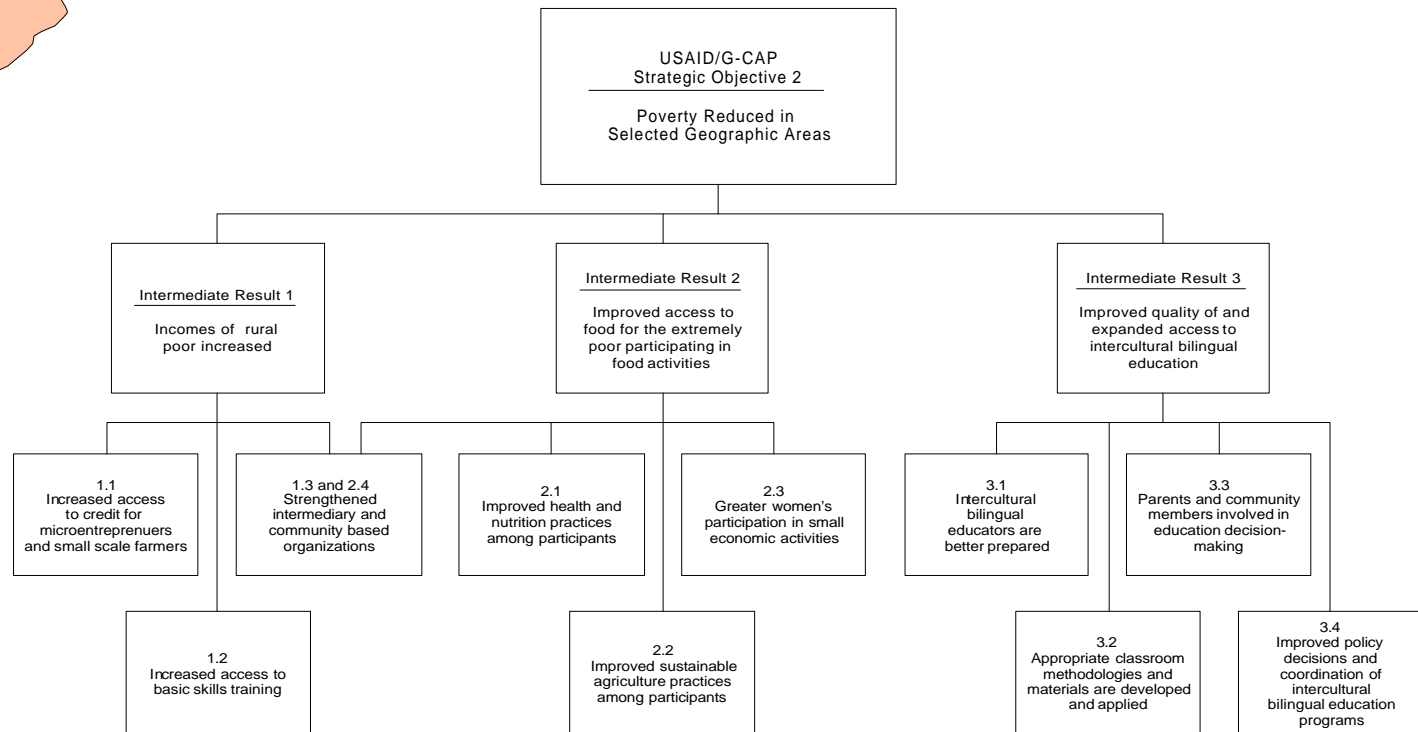 USAID/G-CAP
Strategic Objective 2
Poverty Reduced in
Selected Geographic Areas
Intermediate Result 1
Incomes of rural
poor increased
Intermediate Result 2
Improved access to
food for the extremely
poor participating in
food activities
Intermediate Result 3
Improved quality of and
expanded access to
intercultural bilingual
education
1.1
Increased access
to credit for
microentreprenuers
and small scale farmers
1.3 and 2.4
Strengthened
intermediary and
community based
organizations
2.1
Improved health and
nutrition practices
among participants
2.3
Greater women's
participation in small
economic activities
3.1
Intercultural
bilingual
educators are
better prepared
3.3
Parents and community
members involved in
education decision-
making
1.2
Increased access to
basic skills training
2.2
Improved sustainable
agriculture practices
among participants
3.2
Appropriate classroom
methodologies and
materials are developed
and applied
3.4
Improved policy
decisions and
coordination of
intercultural
bilingual education
programs